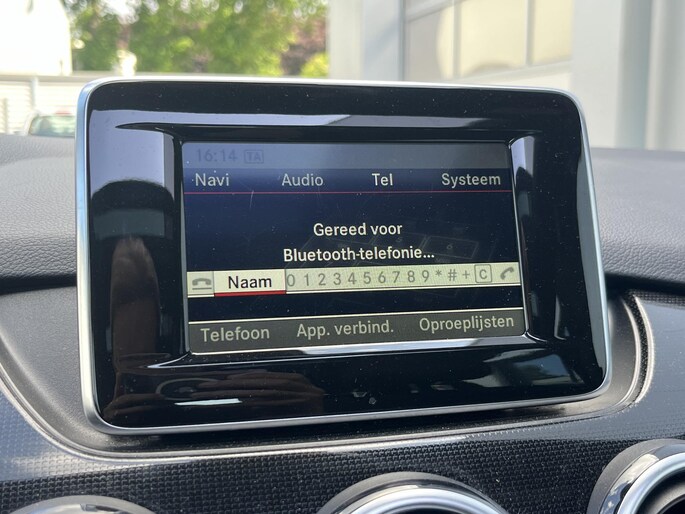 16:14 TA
Navi Audio Tel Systeem
Gereed voor
Bluetooth-telefonie...
Naam 0 1 2 3 4 5 6 7 8 9 * # + C
Telefoon App. verbind. Oproeplijsten